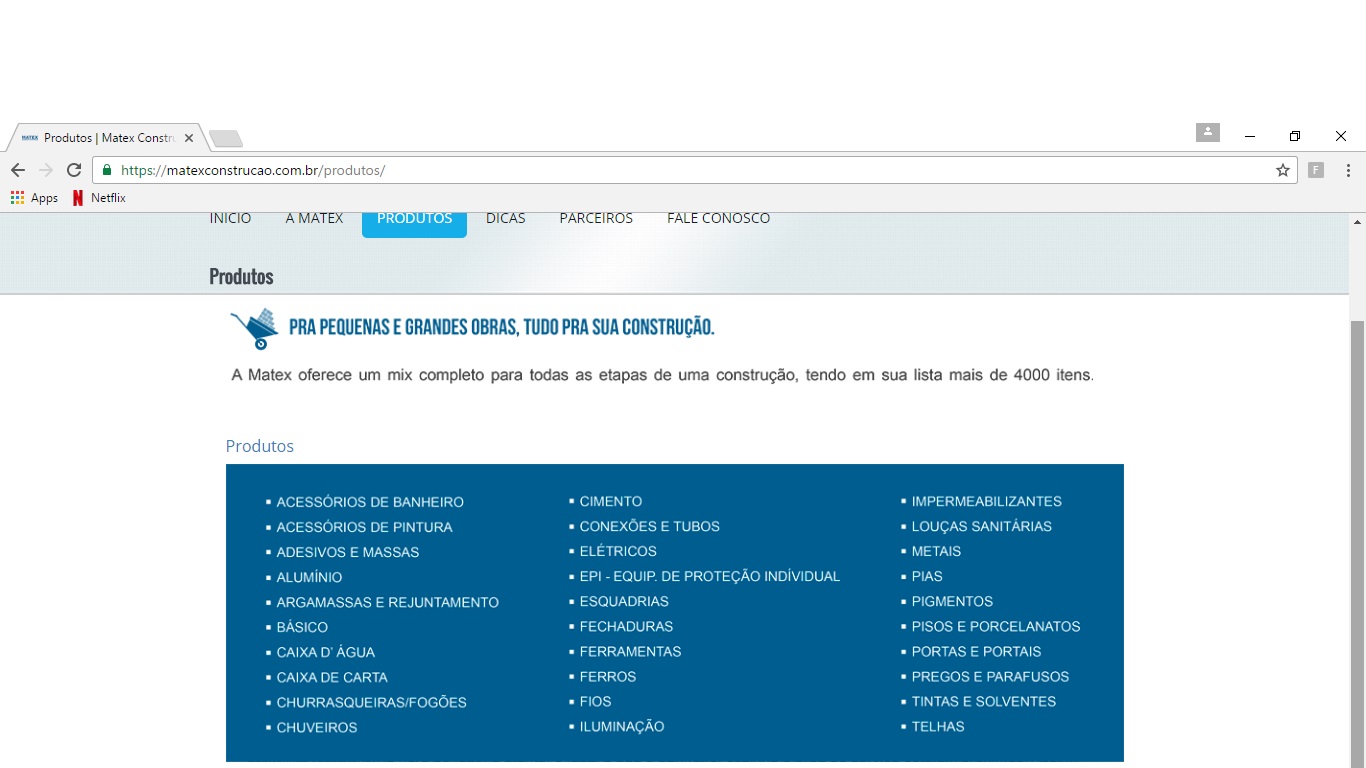 MATEX Produtos | Matex Constru
https://matexconstrucao.com.br/produtos/
F
Apps Netflix
INICIO A MATEX PRODUTOS DICAS PARCEIROS FALE CONOSCO
Produtos
PRA PEQUENAS E GRANDES OBRAS, TUDO PRA SUA CONSTRUÇÃO.
A Matex oferece um mix completo para todas as etapas de uma construção, tendo em sua lista mais de 4000 itens.
Produtos
▪ ACESSÓRIOS DE BANHEIRO
▪ ACESSÓRIOS DE PINTURA
▪ ADESIVOS E MASSAS
▪ ALUMÍNIO
▪ ARGAMASSAS E REJUNTAMENTO
▪ BÁSICO
▪ CAIXA D' ÁGUA
▪ CAIXA DE CARTA
▪ CHURRASQUEIRAS/FOGÕES
▪ CHUVEIROS
▪ CIMENTO
▪ CONEXÕES E TUBOS
▪ ELÉTRICOS
▪ EPI - EQUIP. DE PROTEÇÃO INDÍVIDUAL
▪ ESQUADRIAS
▪ FECHADURAS
▪ FERRAMENTAS
▪ FERROS
▪ FIOS
▪ ILUMINAÇÃO
▪ IMPERMEABILIZANTES
▪ LOUÇAS SANITÁRIAS
▪ METAIS
▪ PIAS
▪ PIGMENTOS
▪ PISOS E PORCELANATOS
▪ PORTAS E PORTAIS
▪ PREGOS E PARAFUSOS
▪ TINTAS E SOLVENTES
▪ TELHAS